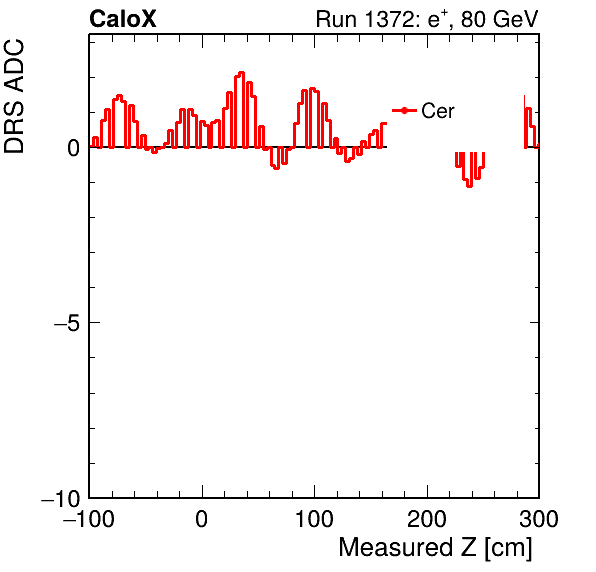 CaloX Run 1372: e⁺, 80 GeV
DRS ADC
Cer
0
−5
−10
−100 0 100 200 300
Measured Z [cm]